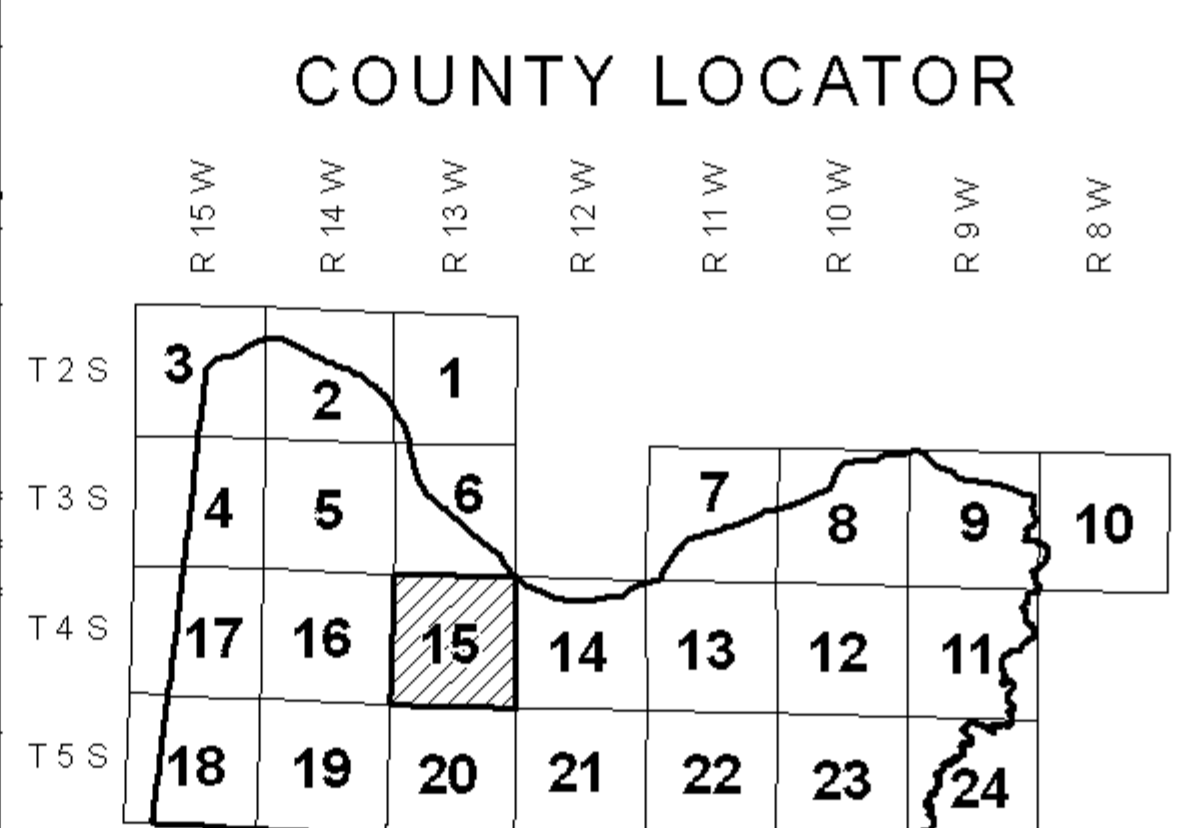 COUNTY LOCATOR
R 15 W R 14 W R 13 W R 12 W R 11 W R 10 W R 9 W R 8 W
T 2 S 3 2 1
T 3 S 4 5 6 7 8 9 10
T 4 S 17 16 15 14 13 12 11
T 5 S 18 19 20 21 22 23 24